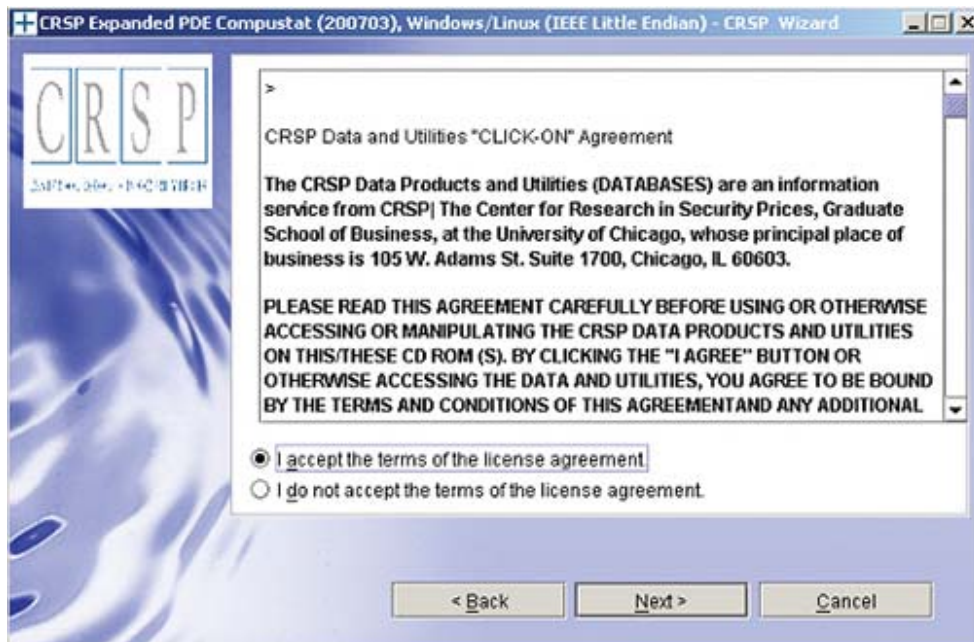 CRSP Expanded PDE Compustat (200703), Windows/Linux (IEEE Little Endian) - CRSP Wizard
CRSP
>
CRSP Data and Utilities "CLICK-ON" Agreement
The CRSP Data Products and Utilities (DATABASES) are an information
service from CRSP| The Center for Research in Security Prices, Graduate
School of Business, at the University of Chicago, whose principal place of
business is 105 W. Adams St. Suite 1700, Chicago, IL 60603.
PLEASE READ THIS AGREEMENT CAREFULLY BEFORE USING OR OTHERWISE
ACCESSING OR MANIPULATING THE CRSP DATA PRODUCTS AND UTILITIES
ON THIS/THESE CD ROM (S). BY CLICKING THE "I AGREE" BUTTON OR
OTHERWISE ACCESSING THE DATA AND UTILITIES, YOU AGREE TO BE BOUND
BY THE TERMS AND CONDITIONS OF THIS AGREEMENTAND ANY ADDITIONAL
I accept the terms of the license agreement.
I do not accept the terms of the license agreement.
< Back
Next >
Cancel